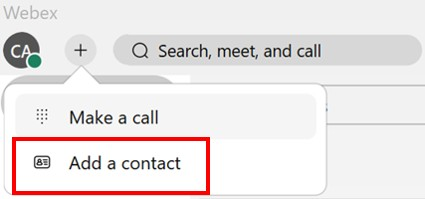 Webex
CA
Search, meet, and call
Make a call
Add a contact